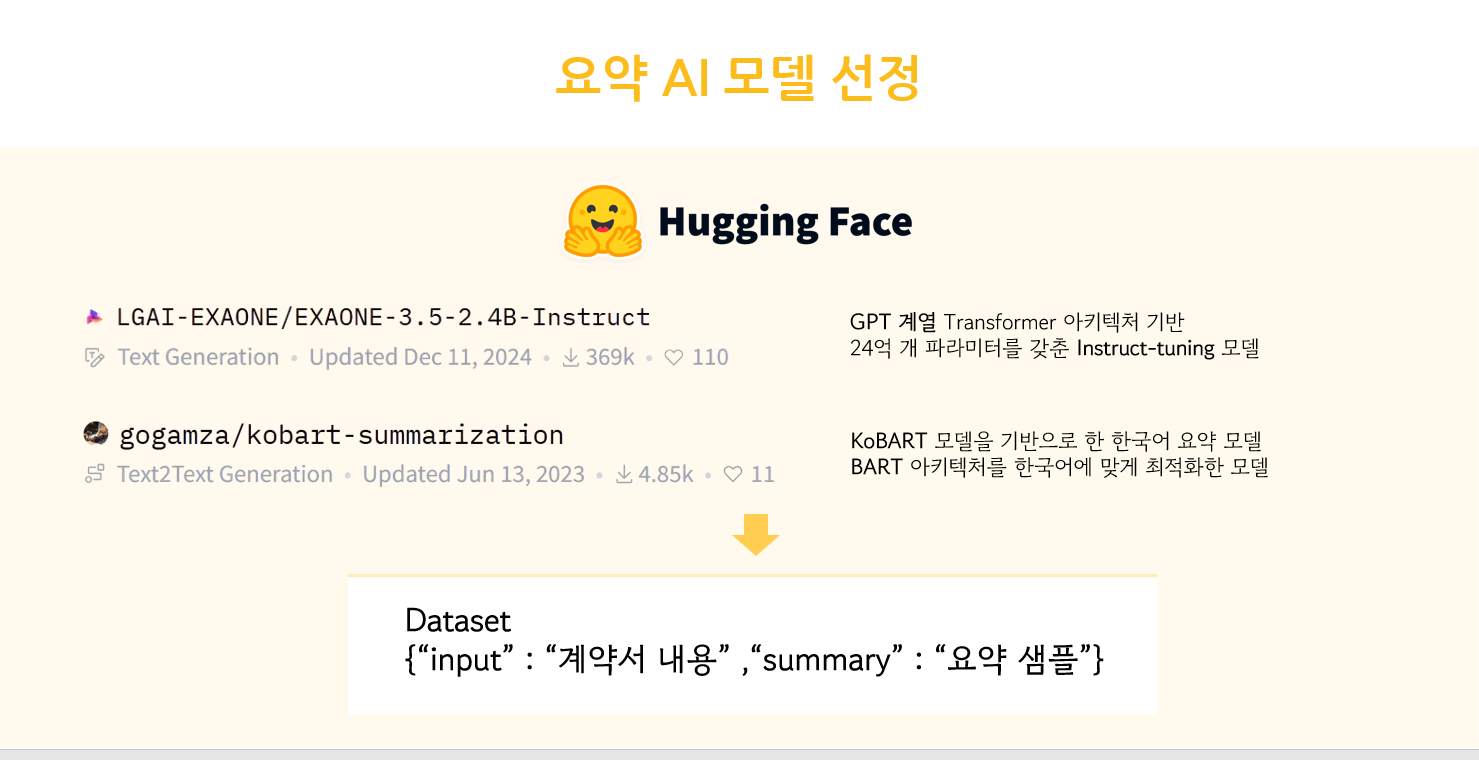 요약 AI 모델 선정
Hugging Face
LGAI-EXAONE/EXAONE-3.5-2.4B-Instruct
Text Generation • Updated Dec 11, 2024 • 369k • 110
GPT 계열 Transformer 아키텍처 기반
24억 개 파라미터를 갖춘 Instruct-tuning 모델
gogamza/kobart-summarization
Text2Text Generation • Updated Jun 13, 2023 • 4.85k • 11
KoBART 모델을 기반으로 한 한국어 요약 모델
BART 아키텍처를 한국어에 맞게 최적화한 모델
Dataset
{“input” : “계약서 내용” ,“summary” : “요약 샘플”}